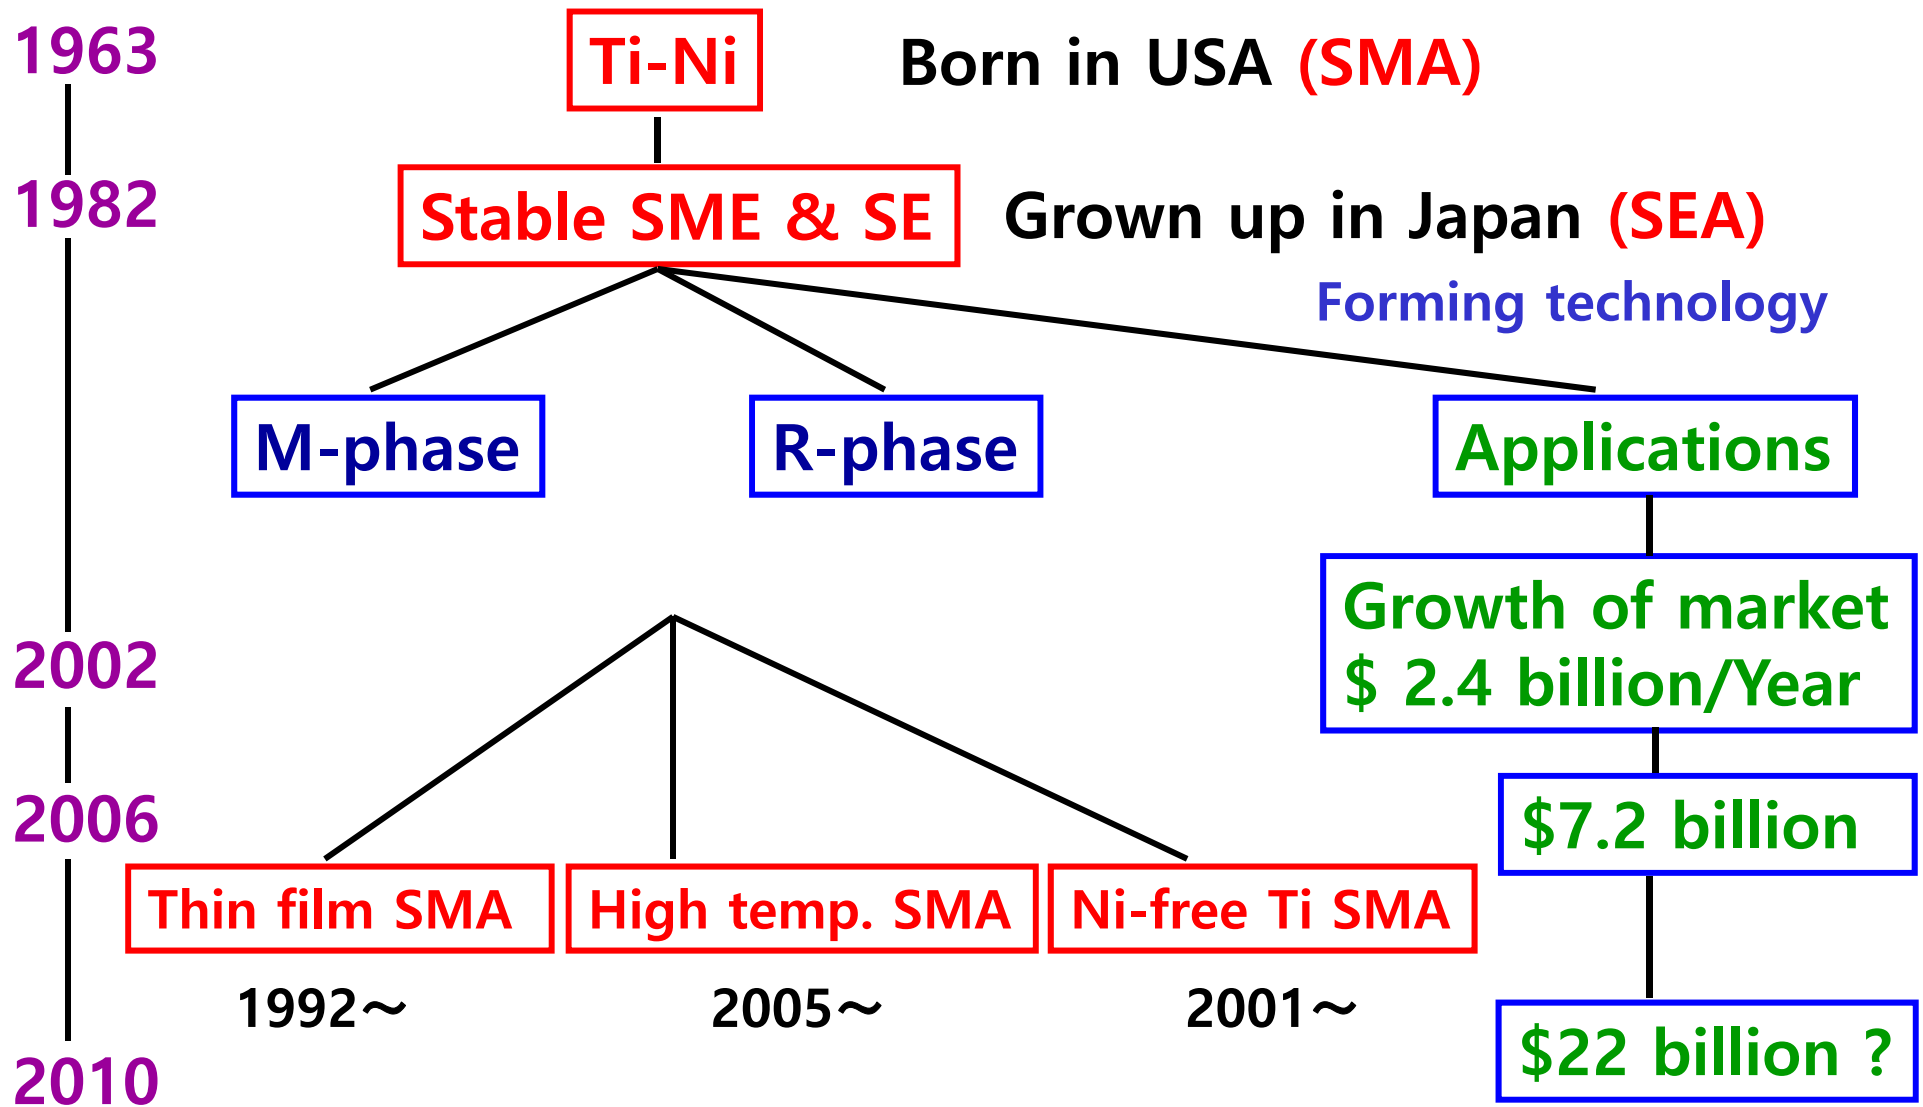 1963
Ti-Ni
Born in USA (SMA)
1982
Stable SME & SE
Grown up in Japan (SEA)
Forming technology
M-phase
R-phase
Applications
Growth of market
$ 2.4 billion/Year
2002
2006
$7.2 billion
Thin film SMA
High temp. SMA
Ni-free Ti SMA
1992～
2005～
2001～
2010
$22 billion ?